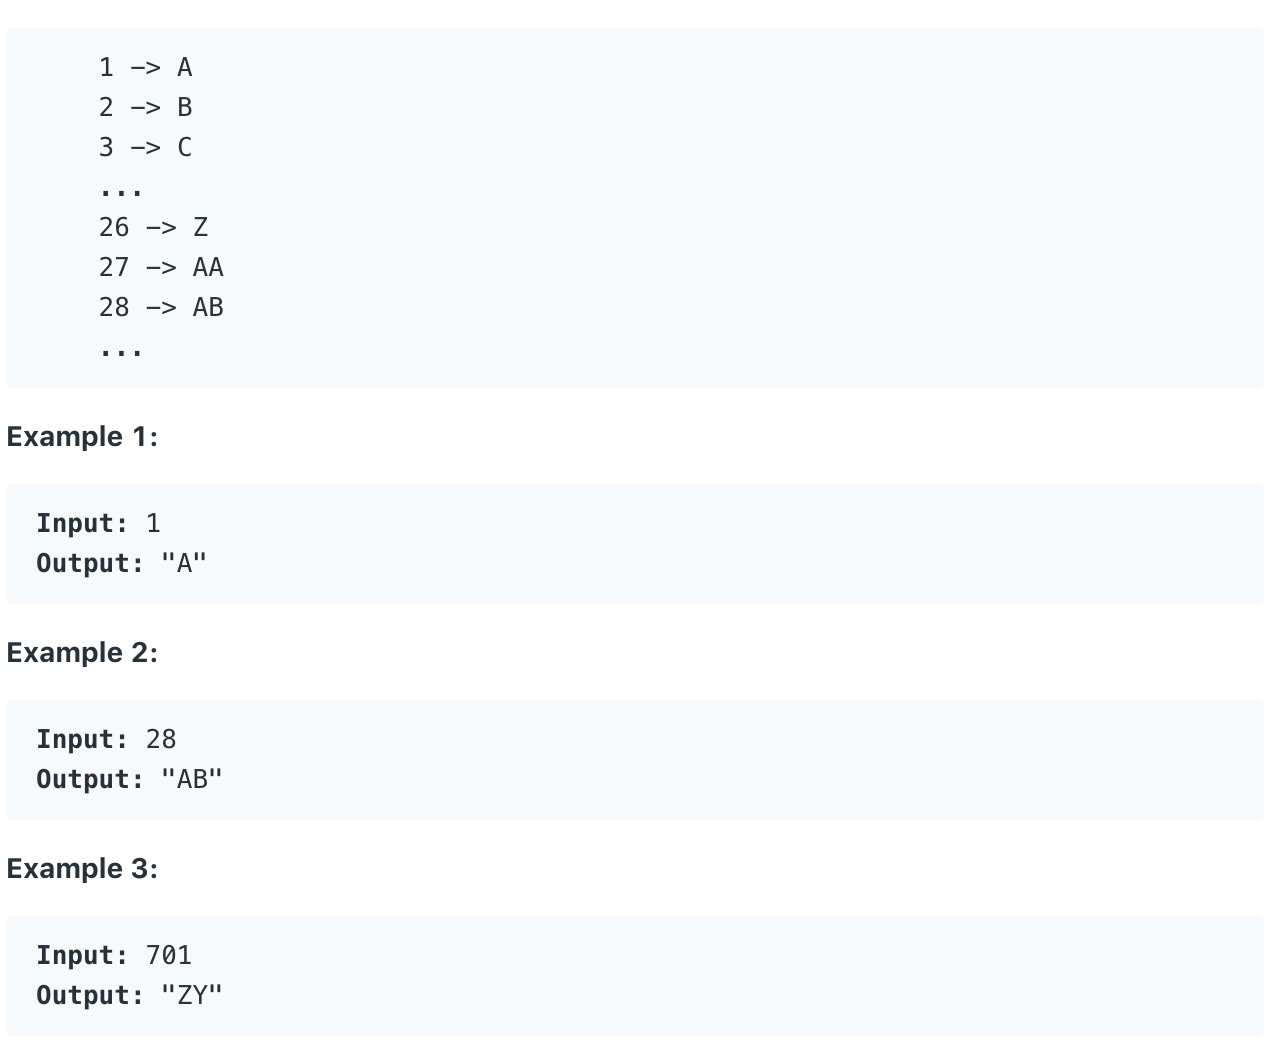 1 -> A
2 -> B
3 -> C
...
26 -> Z
27 -> AA
28 -> AB
...
Example 1:
Input: 1
Output: "A"
Example 2:
Input: 28
Output: "AB"
Example 3:
Input: 701
Output: "ZY"